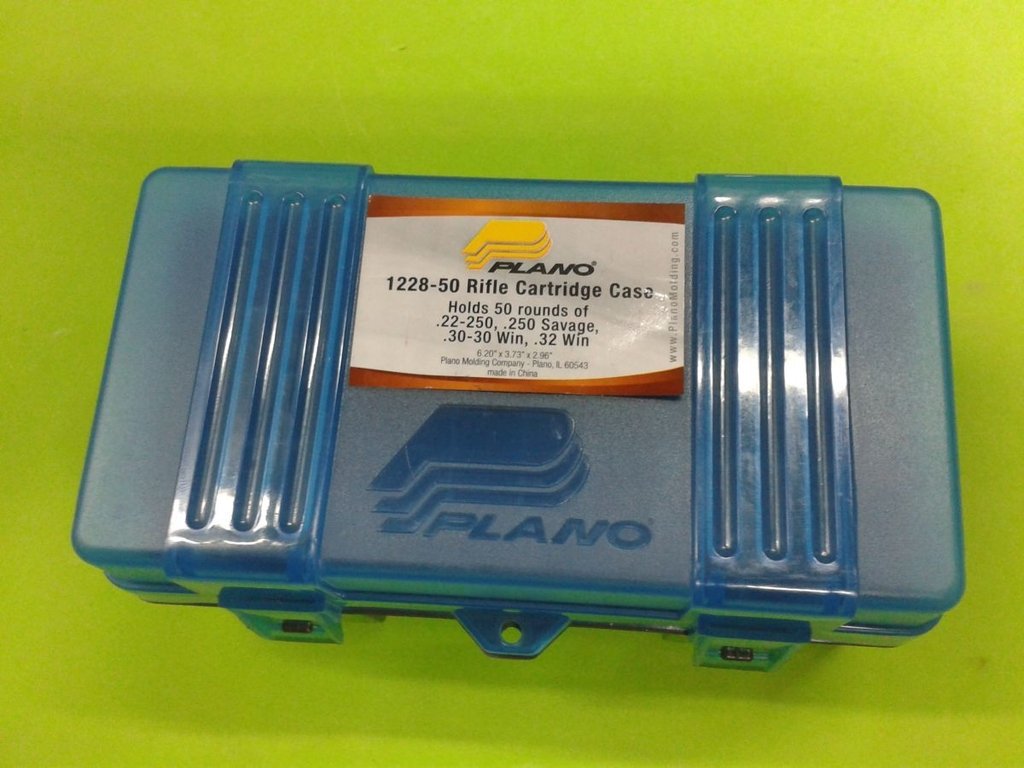 PLANO®
1228-50 Rifle Cartridge Case
Holds 50 rounds of
.22-250, .250 Savage,
.30-30 Win, .32 Win
6.20" x 3.73" x 2.96"
Plano Molding Company - Plano, IL 60543
made in China
www.PlanoMolding.com
PLANO